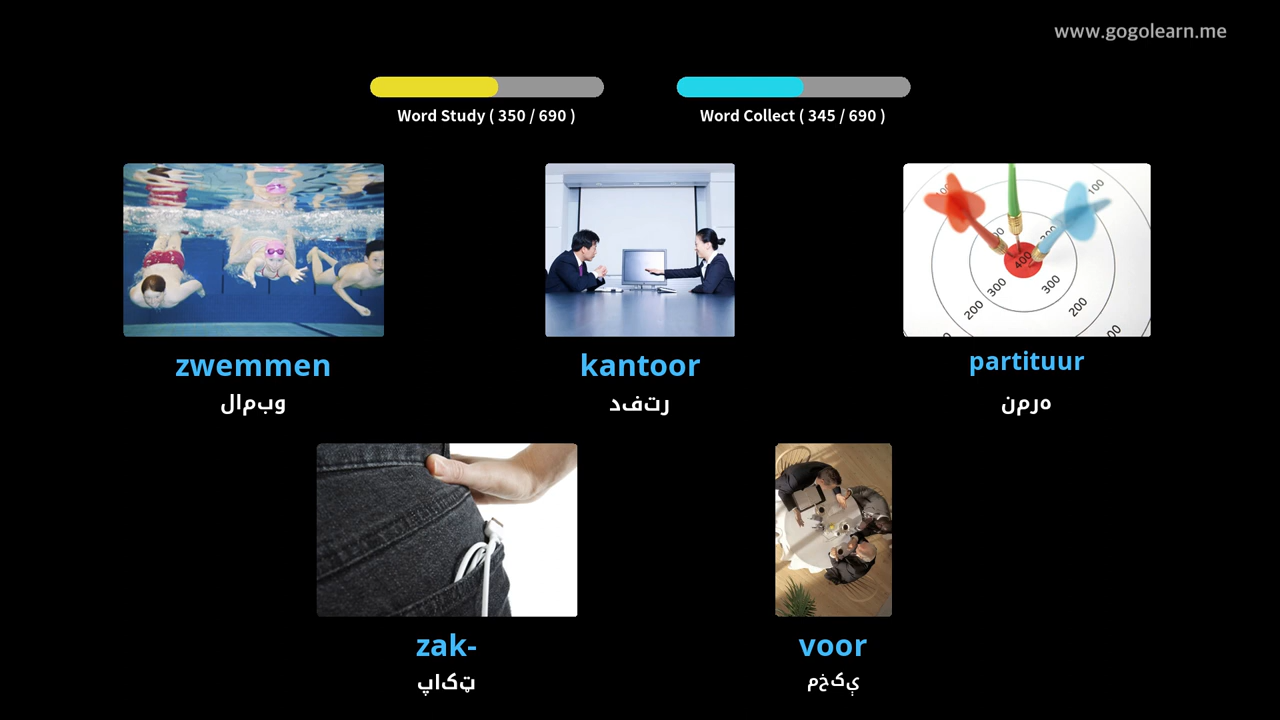 www.gogolearn.me
Word Study ( 350 / 690 )
Word Collect ( 345 / 690 )
zwemmen
kantoor
partituur
وبمال
رتفد
هرمن
zak-
voor
ټکاپ
ېکخم